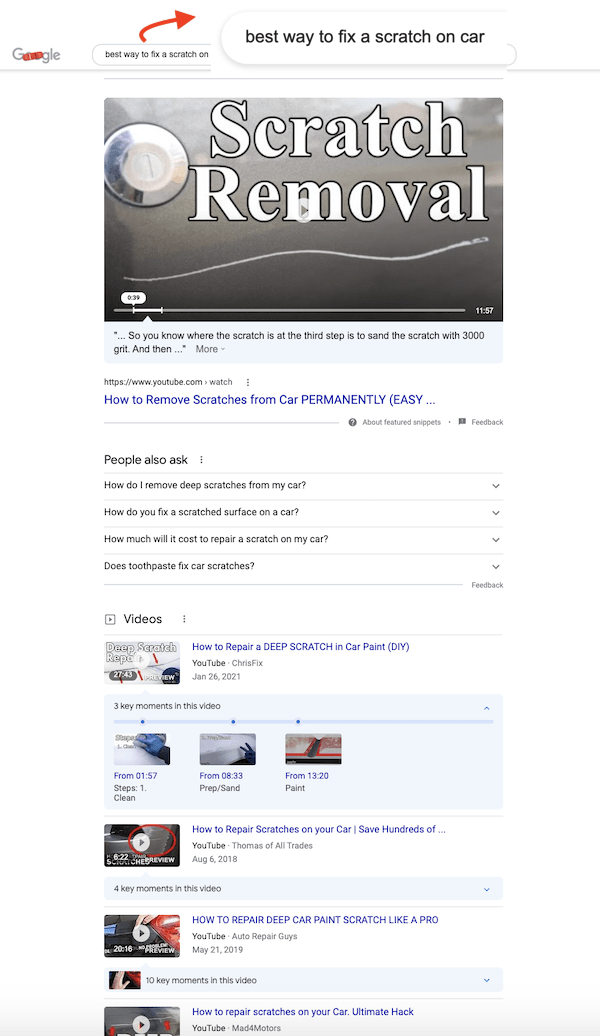 best way to fix a scratch on car
Google
best way to fix a scratch on
Scratch
Removal
0:39
11:57
"... So you know where the scratch is at the third step is to sand the scratch with 3000
grit. And then ..." More
https://www.youtube.com › watch
How to Remove Scratches from Car PERMANENTLY (EASY ...
About featured snippets • Feedback
People also ask
How do I remove deep scratches from my car?
How do you fix a scratched surface on a car?
How much will it cost to repair a scratch on my car?
Does toothpaste fix car scratches?
Feedback
Videos
Deep Scratch
Repa
27:43
PREVIEW
How to Repair a DEEP SCRATCH in Car Paint (DIY)
YouTube · ChrisFix
Jan 26, 2021
3 key moments in this video
Steps
1. Clean
From 01:57
Steps: 1.
Clean
From 08:33
Prep/Sand
From 13:20
Paint
6:22
PREVIEW
How to Repair Scratches on your Car | Save Hundreds of ...
YouTube · Thomas of All Trades
Aug 6, 2018
4 key moments in this video
20:16
NO PROBLEM!
PREVIEW
HOW TO REPAIR DEEP CAR PAINT SCRATCH LIKE A PRO
YouTube · Auto Repair Guys
May 21, 2019
10 key moments in this video
How to repair scratches on your Car. Ultimate Hack
YouTube · Mad4Motors